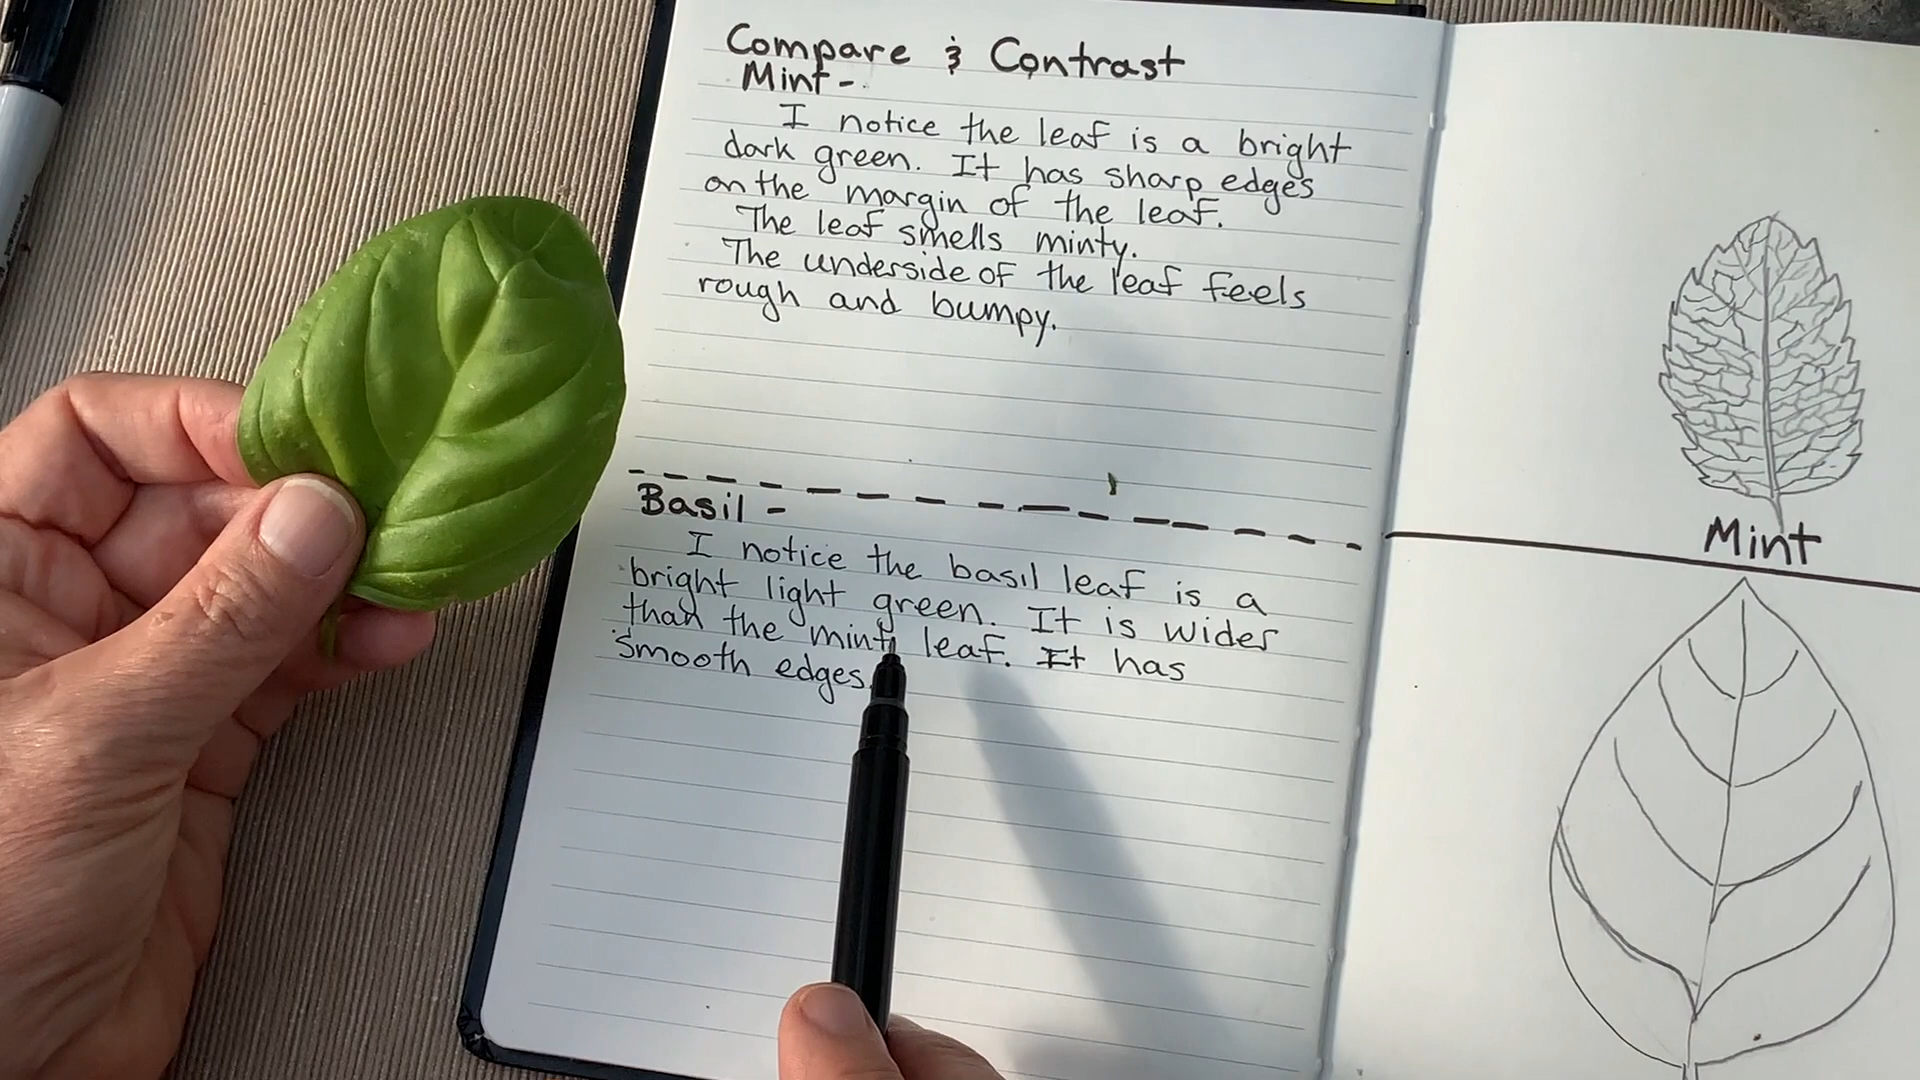 Compare & Contrast
Mint -
I notice the leaf is a bright
dark green. It has sharp edges
on the margin of the leaf.
The leaf smells minty.
The underside of the leaf feels
rough and bumpy.
Basil -
I notice the basil leaf is a
bright light green. It is wider
than the mint leaf. It has
smooth edges.
Mint